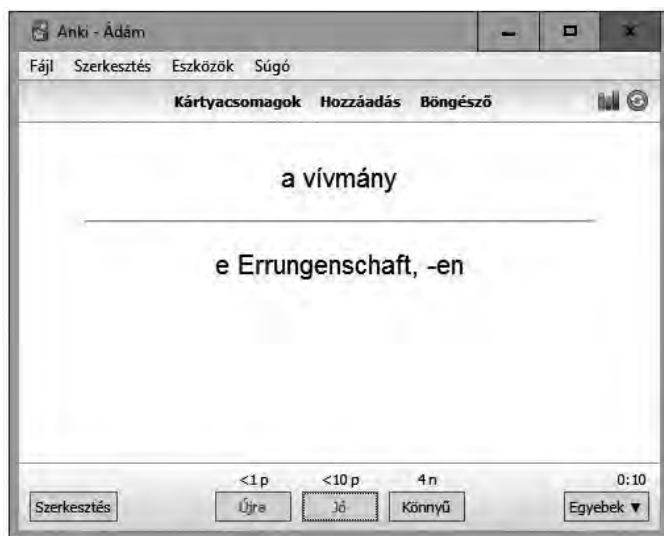 Anki - Ádám
Fájl Szerkesztés Eszközök Súgó
Kártyacsomagok Hozzáadás Böngésző
a vívmány
e Errungenschaft, -en
<1 p <10 p 4 n 0:10
Szerkesztés Újra Jó Könnyű Egyebek ▼